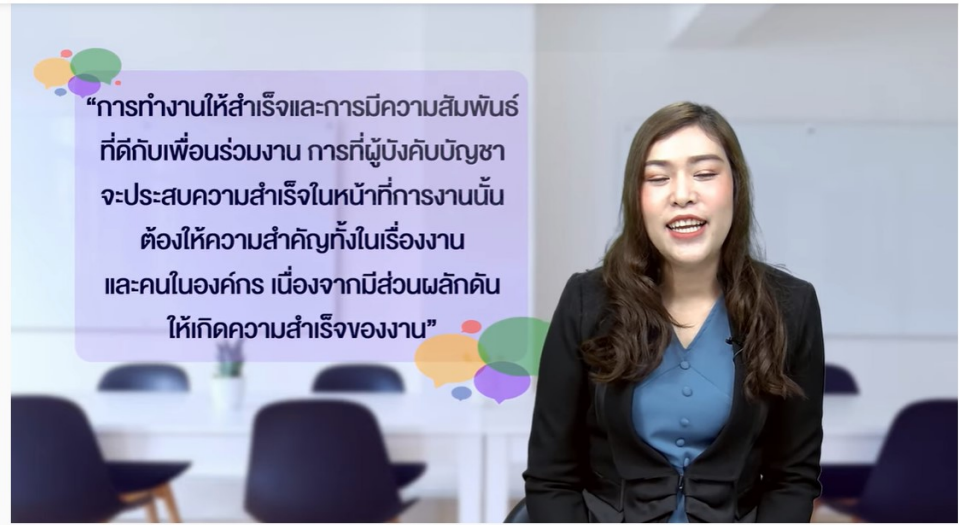 “การทำงานให้สำเร็จและการมีความสัมพันธ์
ที่ดีกับเพื่อนร่วมงาน การที่ผู้บังคับบัญชา
จะประสบความสำเร็จในหน้าที่การงานนั้น
ต้องให้ความสำคัญทั้งในเรื่องงาน
และคนในองค์กร เนื่องจากมีส่วนผลักดัน
ให้เกิดความสำเร็จของงาน”